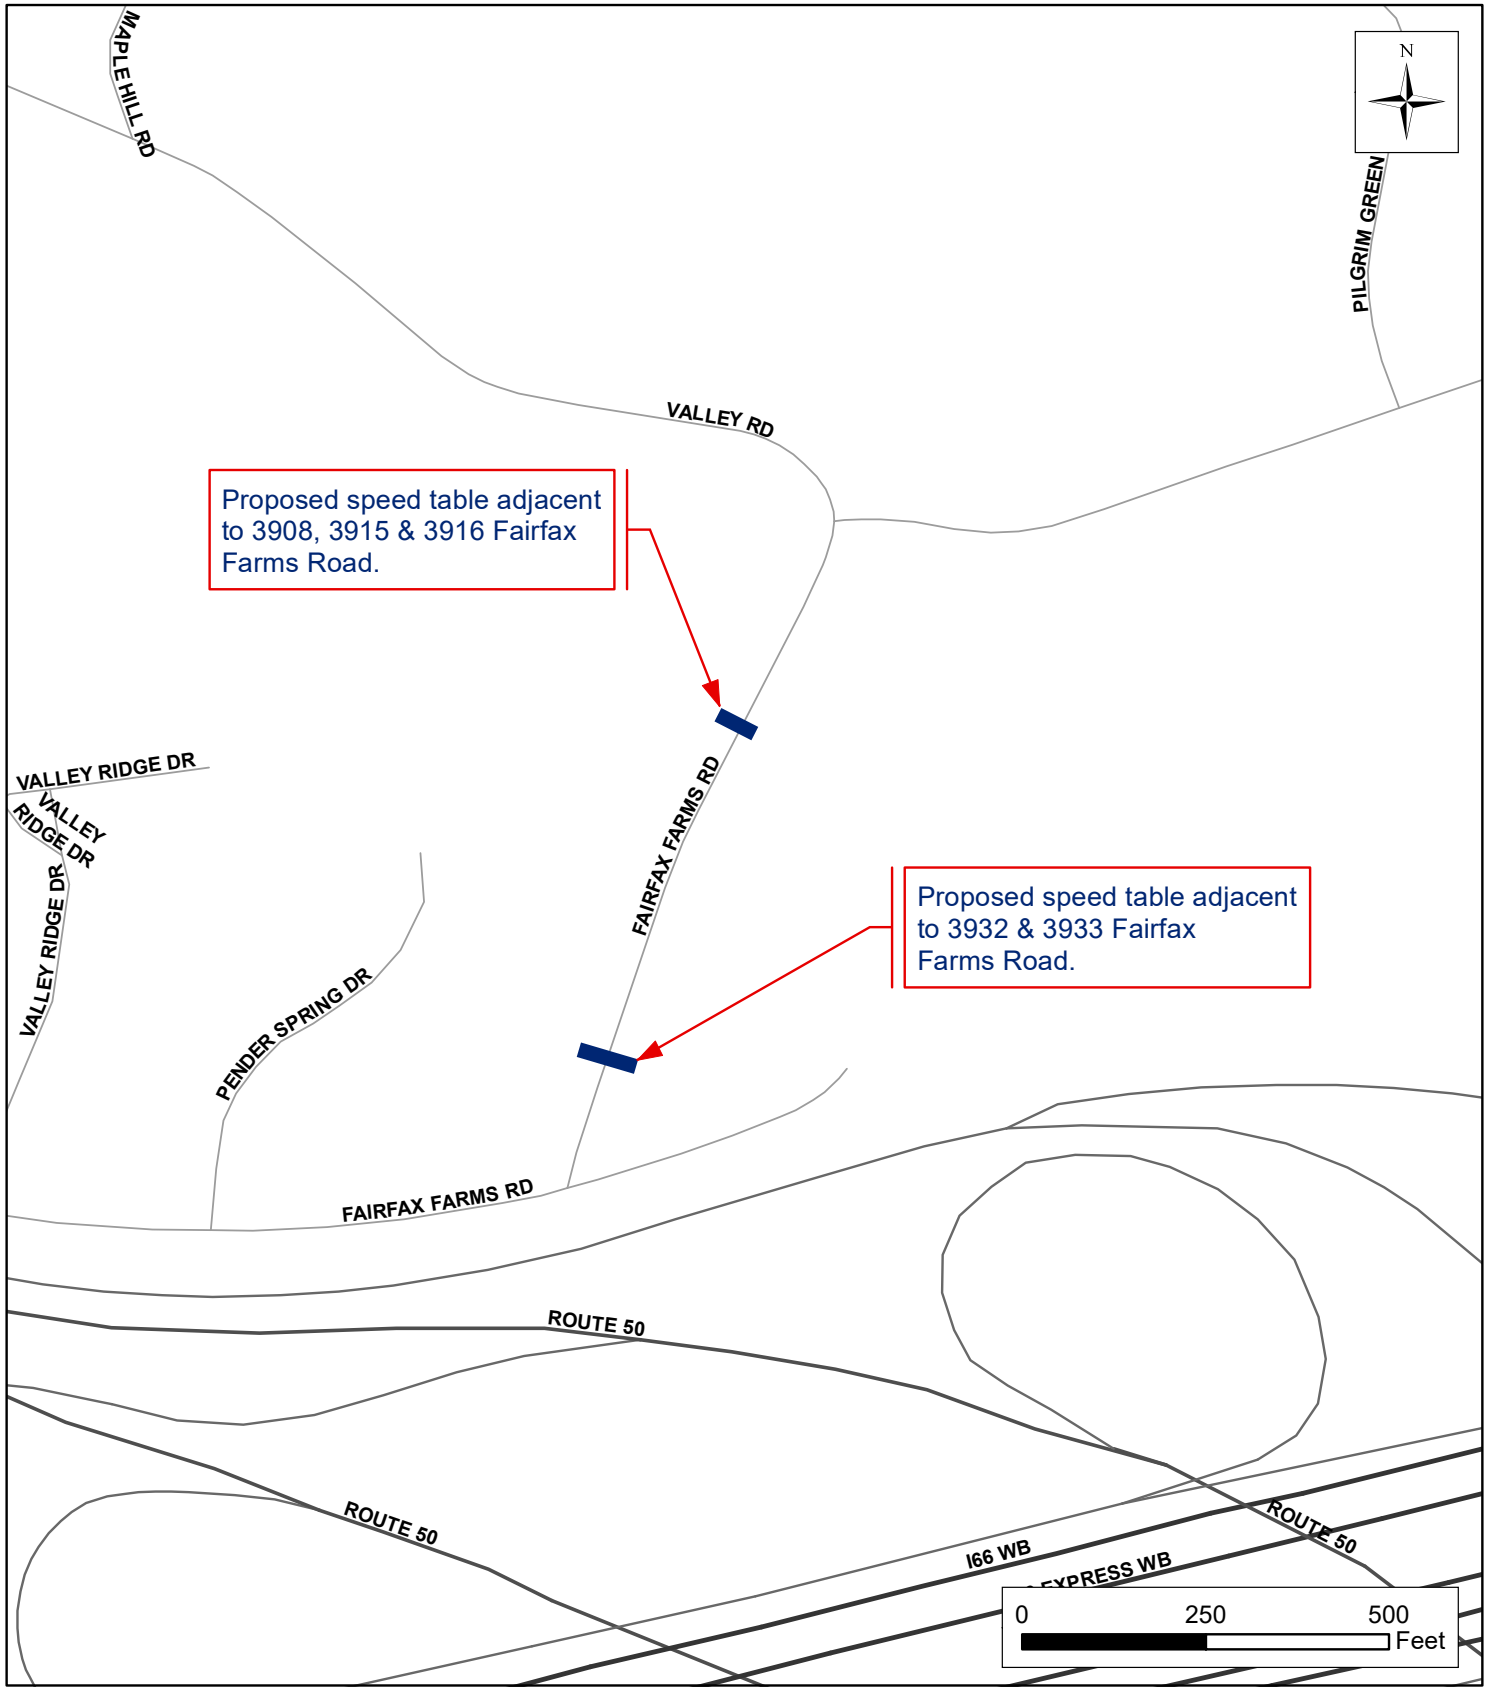 MAPLE HILL RD
N
PILGRIM GREEN
VALLEY RD
Proposed speed table adjacent
to 3908, 3915 & 3916 Fairfax
Farms Road.
VALLEY RIDGE DR
VALLEY
RIDGE DR
VALLEY RIDGE DR
FAIRFAX FARMS RD
Proposed speed table adjacent
to 3932 & 3933 Fairfax
Farms Road.
PENDER SPRING DR
FAIRFAX FARMS RD
ROUTE 50
ROUTE 50
ROUTE 50
I66 WB
EXPRESS WB
0 250 500
Feet